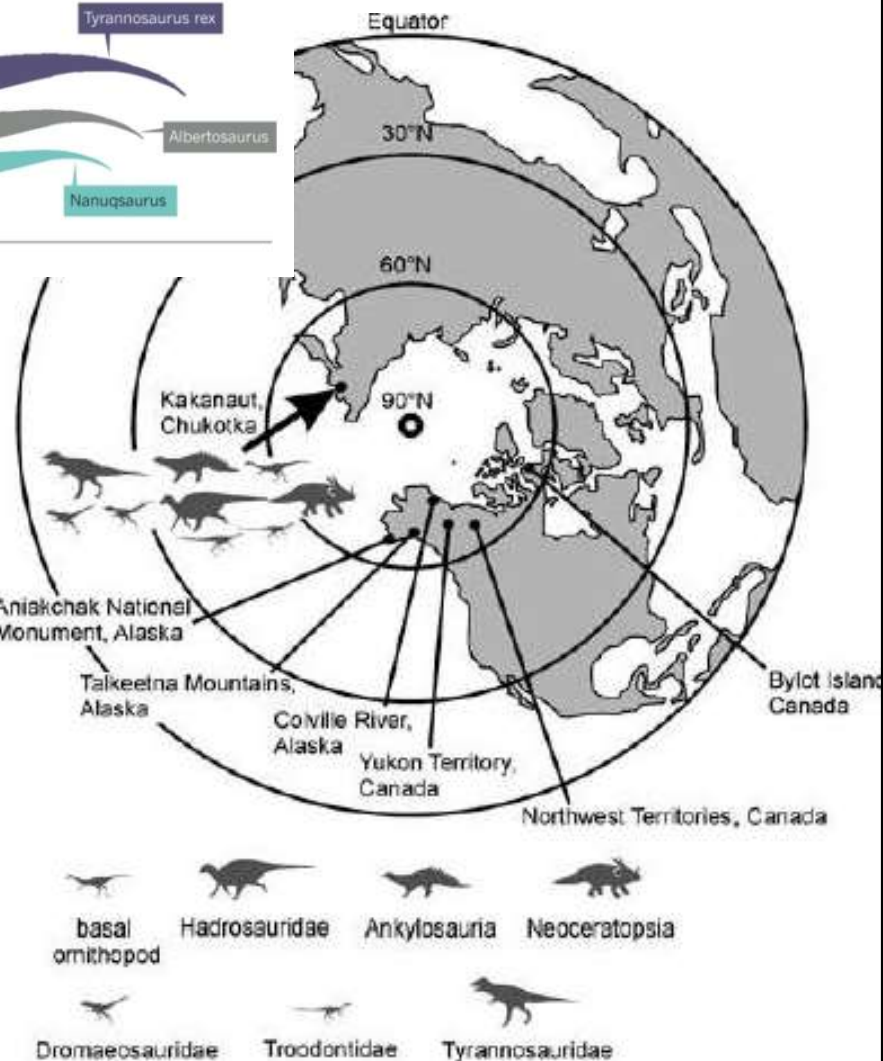 Tyrannosaurus rex
Albertosaurus
Nanuqsaurus
Equator
30°N
60°N
90°N
Kakanaut,
Chukotka
Aniakchak National
Monument, Alaska
Talkeetna Mountains,
Alaska
Colville River,
Alaska
Yukon Territory,
Canada
Northwest Territories, Canada
Bylot Island
Canada
basal
ornithopod
Hadrosauridae
Ankylosauria
Neoceratopsia
Dromaeosauridae
Troodontidae
Tyrannosauridae